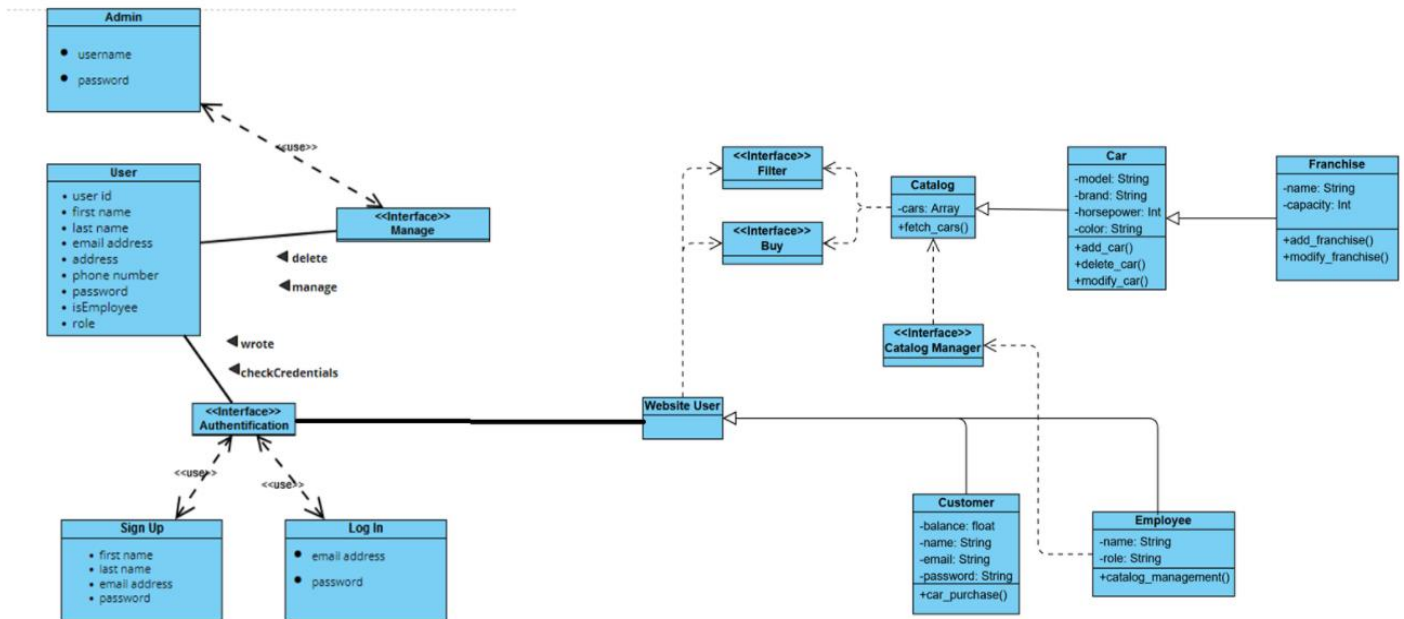 Admin
username
password
<<use>>
User
user id
first name
last name
email address
address
phone number
password
isEmployee
role
<<Interface>>
Manage
delete
manage
wrote
checkCredentials
<<Interface>>
Authentification
<<use>>
<<use>>
Sign Up
first name
last name
email address
password
Log In
email address
password
<<Interface>>
Filter
<<Interface>>
Buy
Catalog
-cars: Array
+fetch_cars()
Car
-model: String
-brand: String
-horsepower: Int
-color: String
+add_car()
+delete_car()
+modify_car()
Franchise
-name: String
-capacity: Int
+add_franchise()
+modify_franchise()
<<Interface>>
Catalog Manager
Website User
Customer
-balance: float
-name: String
-email: String
-password: String
+car_purchase()
Employee
-name: String
-role: String
+catalog_management()